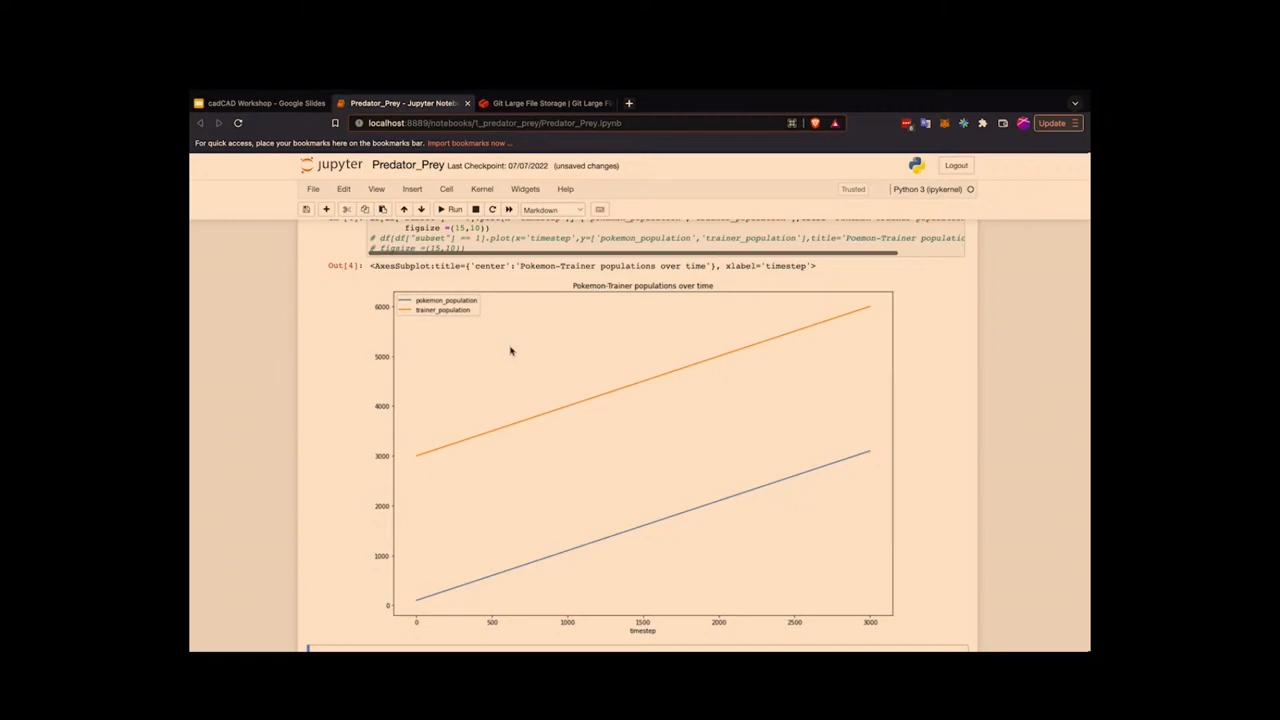 cadCAD Workshop - Google Slides
Predator_Prey - Jupyter Noteb
Git Large File Storage | Git Large Fi
localhost:8889/notebooks/1_predator_prey/Predator_Prey.ipynb
Update
For quick access, place your bookmarks here on the bookmarks bar. Import bookmarks now ...
jupyter Predator_Prey Last Checkpoint: 07/07/2022 (unsaved changes)
Logout
File Edit View Insert Cell Kernel Widgets Help
Trusted
Python 3 (ipykernel)
Run
Markdown
figsize =(15,10))
# df[df["subset"] == 1].plot(x='timestep',y=['pokemon_population','trainer_population'],title='Poemon-Trainer populatio
# figsize =(15,10))
Out[4]: <AxesSubplot:title={'center':'Pokemon-Trainer populations over time'}, xlabel='timestep'>
Pokemon-Trainer populations over time
pokemon_population
trainer_population
6000
5000
4000
3000
2000
1000
0
0 500 1000 1500 2000 2500 3000
timestep